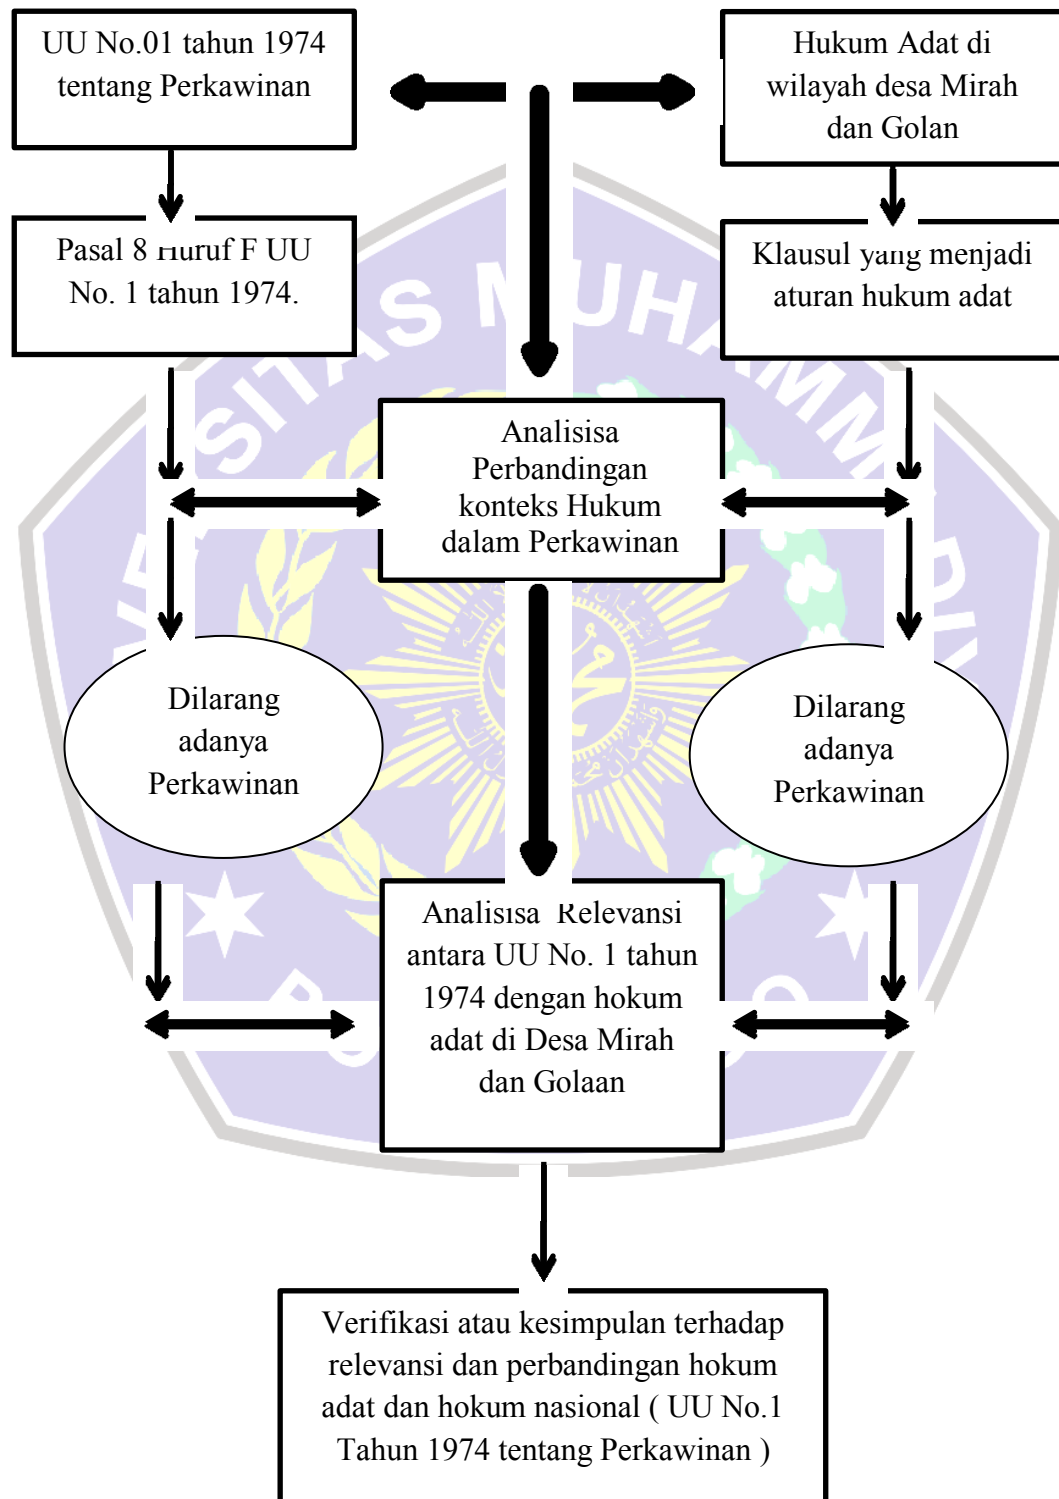 UU No.01 tahun 1974
tentang Perkawinan
Hukum Adat di
wilayah desa Mirah
dan Golan
Pasal 8 Huruf F UU
No. 1 tahun 1974.
Klausul yang menjadi
aturan hukum adat
Analisisa
Perbandingan
konteks Hukum
dalam Perkawinan
Dilarang
adanya
Perkawinan
Dilarang
adanya
Perkawinan
Analisisa Relevansi
antara UU No. 1 tahun
1974 dengan hokum
adat di Desa Mirah
dan Golaan
Verifikasi atau kesimpulan terhadap
relevansi dan perbandingan hokum
adat dan hokum nasional ( UU No.1
Tahun 1974 tentang Perkawinan )